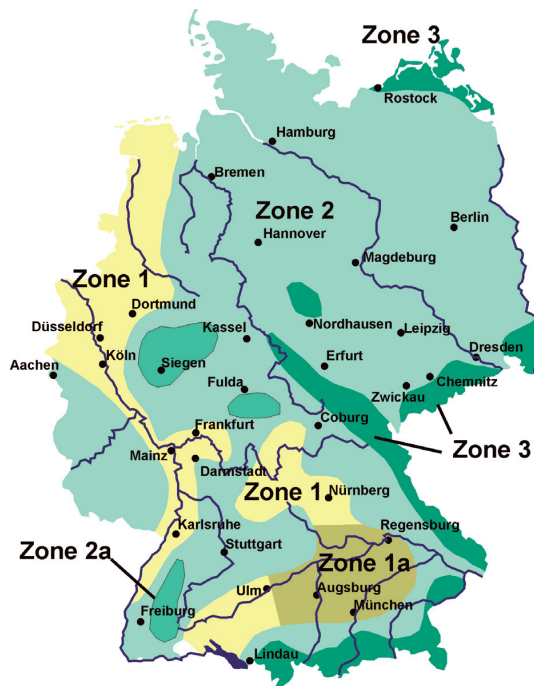 Zone 3
Rostock
Hamburg
Bremen
Zone 2
Berlin
Hannover
Magdeburg
Zone 1
Dortmund
Düsseldorf
Kassel
Nordhausen
Leipzig
Dresden
Köln
Aachen
Siegen
Erfurt
Chemnitz
Fulda
Zwickau
Coburg
Frankfurt
Zone 3
Mainz
Darmstadt
Zone 1
Nürnberg
Karlsruhe
Regensburg
Stuttgart
Zone 2a
Zone 1a
Ulm
Augsburg
München
Freiburg
Lindau